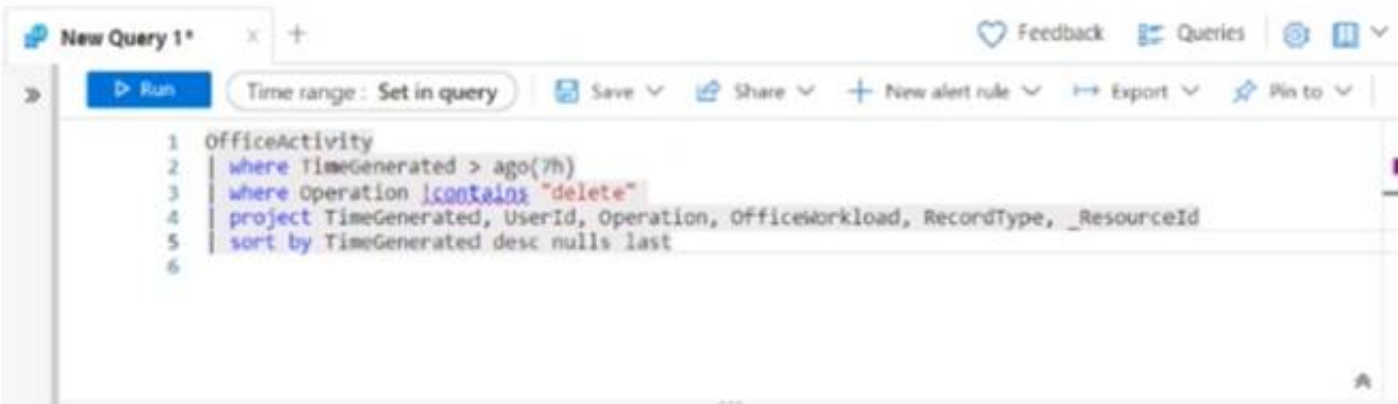 New Query 1*
Feedback Queries
Run Time range : Set in query Save Share New alert rule Export Pin to
1 OfficeActivity
2 | where TimeGenerated > ago(7h)
3 | where Operation !contains "delete"
4 | project TimeGenerated, UserId, Operation, OfficeWorkload, RecordType, _ResourceId
5 | sort by TimeGenerated desc nulls last
6